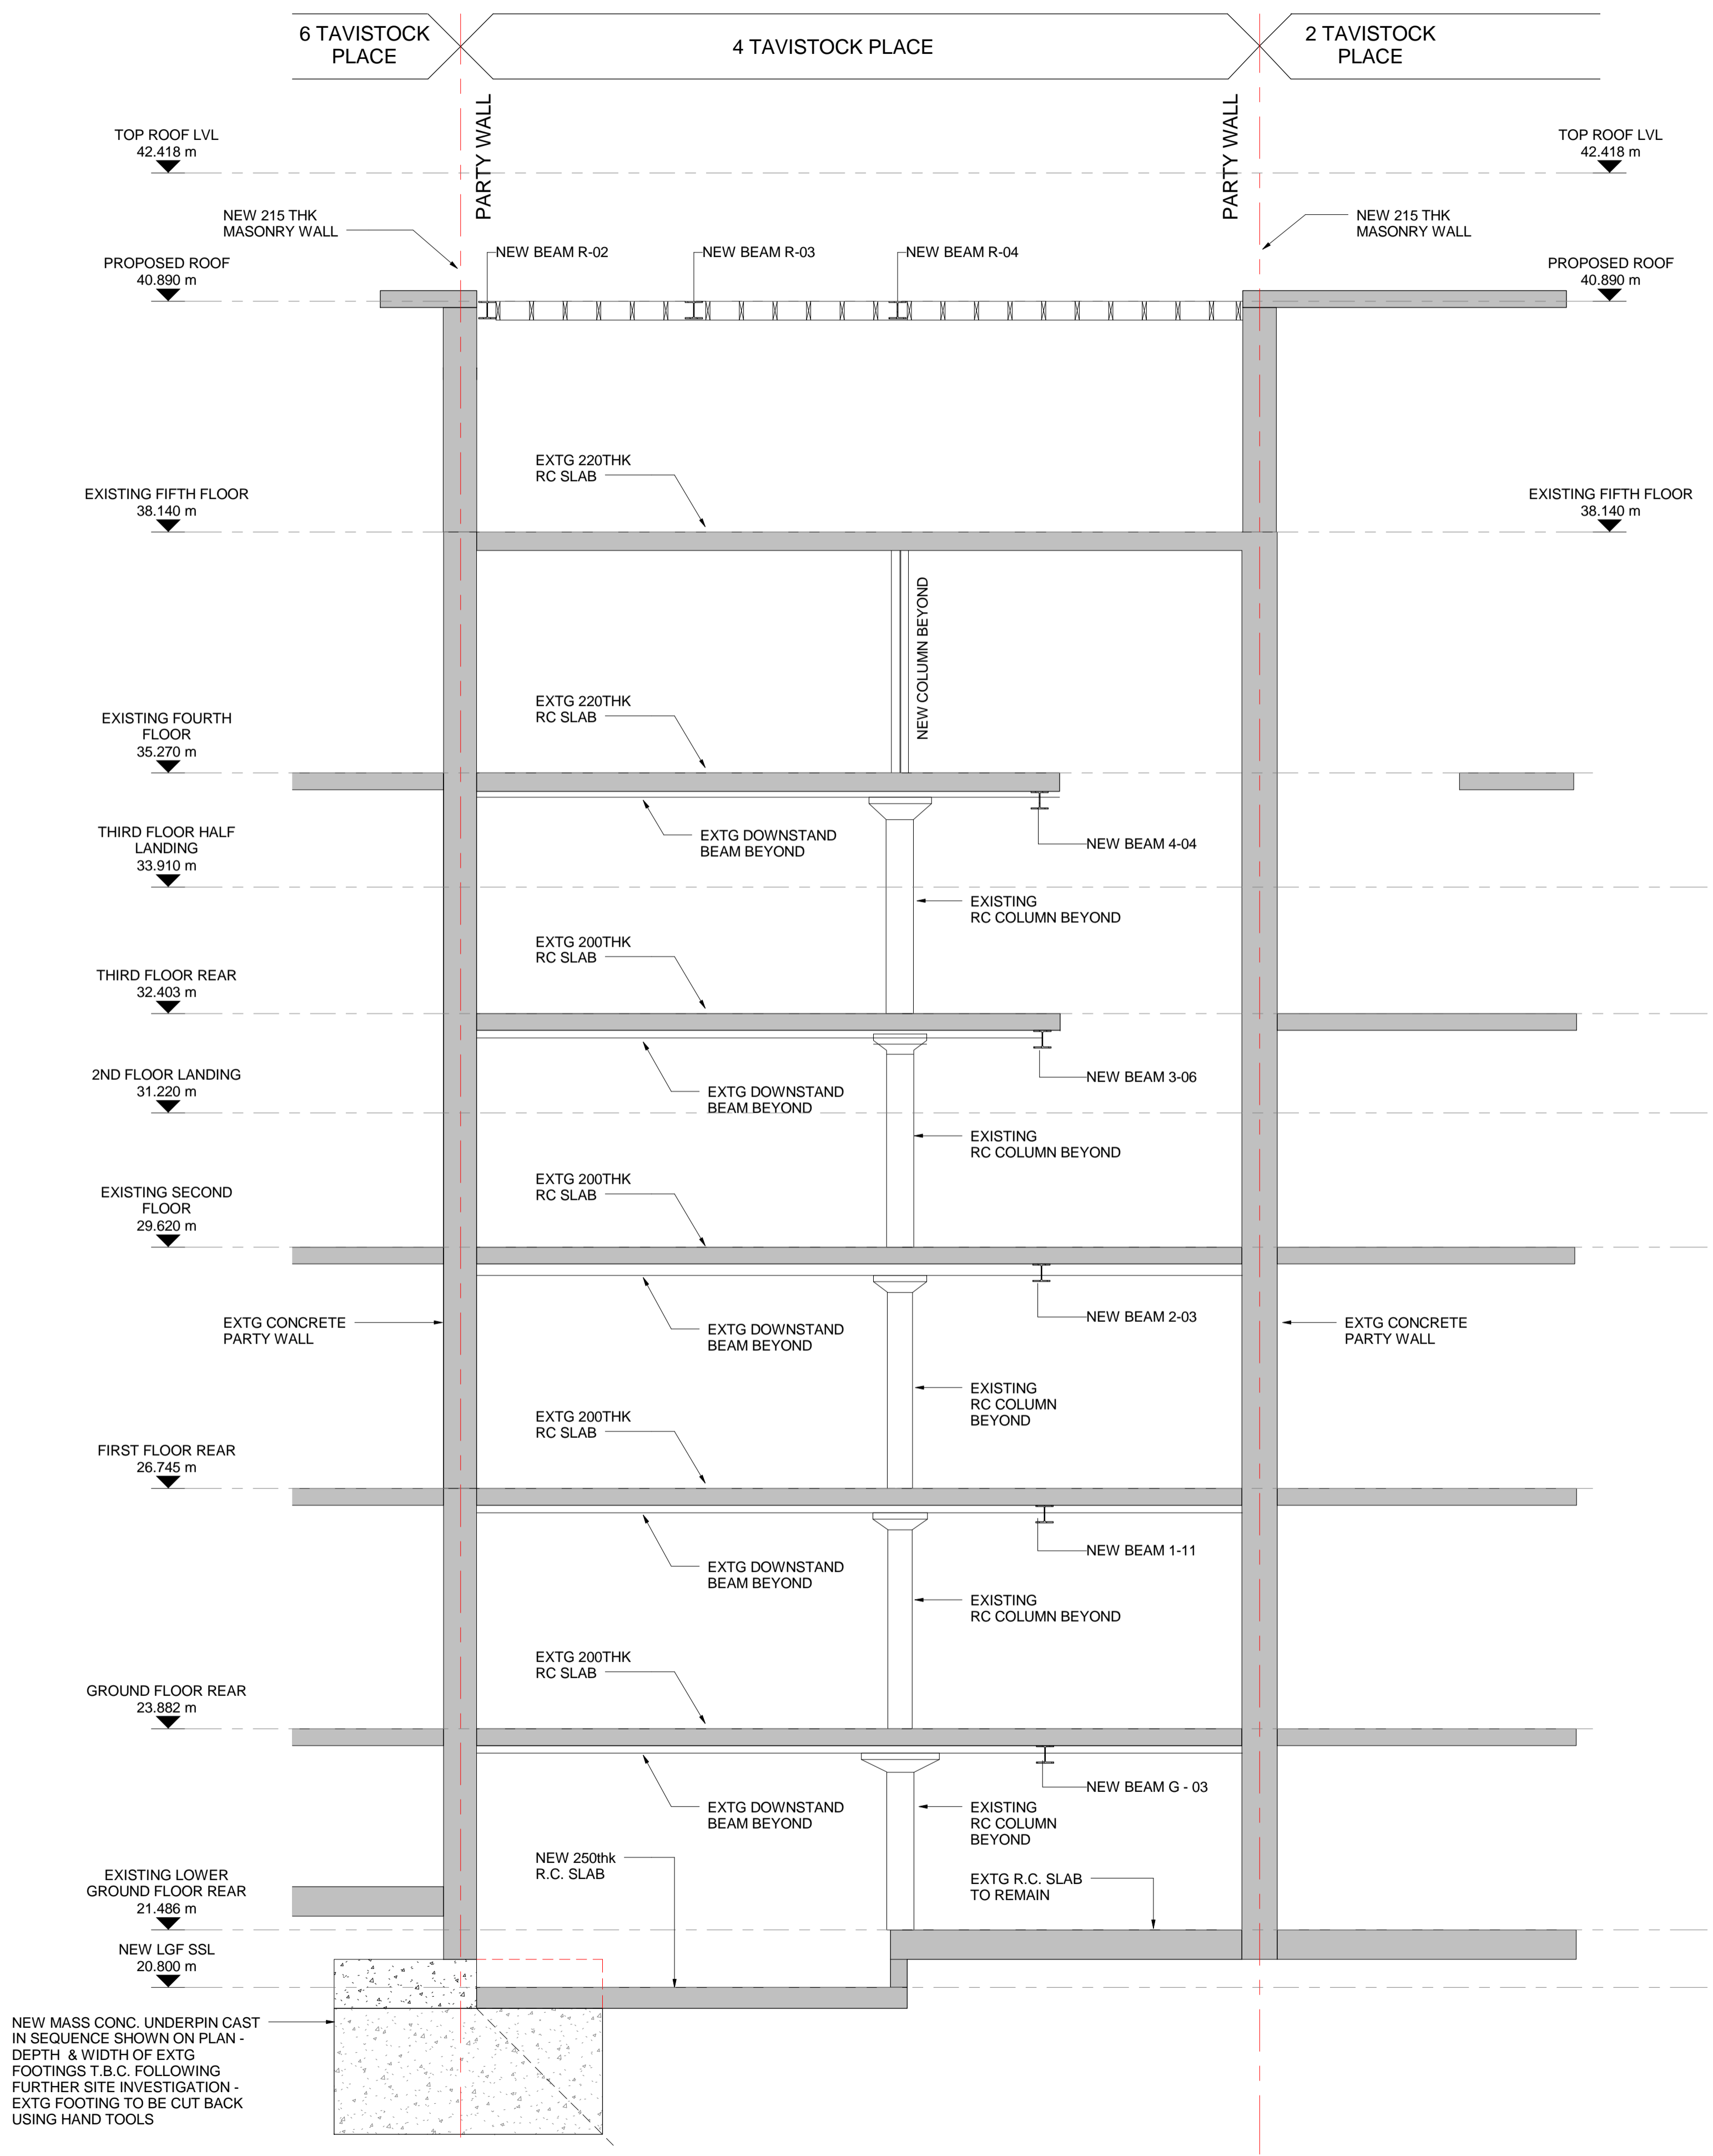 6 TAVISTOCK
PLACE
4 TAVISTOCK PLACE
2 TAVISTOCK
PLACE
PARTY WALL
PARTY WALL
TOP ROOF LVL
42.418 m
TOP ROOF LVL
42.418 m
NEW 215 THK
MASONRY WALL
NEW 215 THK
MASONRY WALL
NEW BEAM R-02
NEW BEAM R-03
NEW BEAM R-04
PROPOSED ROOF
40.890 m
PROPOSED ROOF
40.890 m
EXTG 220THK
RC SLAB
EXISTING FIFTH FLOOR
38.140 m
EXISTING FIFTH FLOOR
38.140 m
NEW COLUMN BEYOND
EXTG 220THK
RC SLAB
EXISTING FOURTH
FLOOR
35.270 m
EXTG DOWNSTAND
BEAM BEYOND
NEW BEAM 4-04
THIRD FLOOR HALF
LANDING
33.910 m
EXISTING
RC COLUMN BEYOND
EXTG 200THK
RC SLAB
THIRD FLOOR REAR
32.403 m
2ND FLOOR LANDING
31.220 m
EXTG DOWNSTAND
BEAM BEYOND
NEW BEAM 3-06
EXISTING
RC COLUMN BEYOND
EXTG 200THK
RC SLAB
EXISTING SECOND
FLOOR
29.620 m
EXTG CONCRETE
PARTY WALL
EXTG DOWNSTAND
BEAM BEYOND
NEW BEAM 2-03
EXTG CONCRETE
PARTY WALL
EXISTING
RC COLUMN
BEYOND
EXTG 200THK
RC SLAB
FIRST FLOOR REAR
26.745 m
EXTG DOWNSTAND
BEAM BEYOND
NEW BEAM 1-11
EXISTING
RC COLUMN BEYOND
EXTG 200THK
RC SLAB
GROUND FLOOR REAR
23.882 m
EXTG DOWNSTAND
BEAM BEYOND
NEW BEAM G - 03
EXISTING
RC COLUMN
BEYOND
NEW 250thk
R.C. SLAB
EXTG R.C. SLAB
TO REMAIN
EXISTING LOWER
GROUND FLOOR REAR
21.486 m
NEW LGF SSL
20.800 m
NEW MASS CONC. UNDERPIN CAST
IN SEQUENCE SHOWN ON PLAN -
DEPTH & WIDTH OF EXTG
FOOTINGS T.B.C. FOLLOWING
FURTHER SITE INVESTIGATION -
EXTG FOOTING TO BE CUT BACK
USING HAND TOOLS